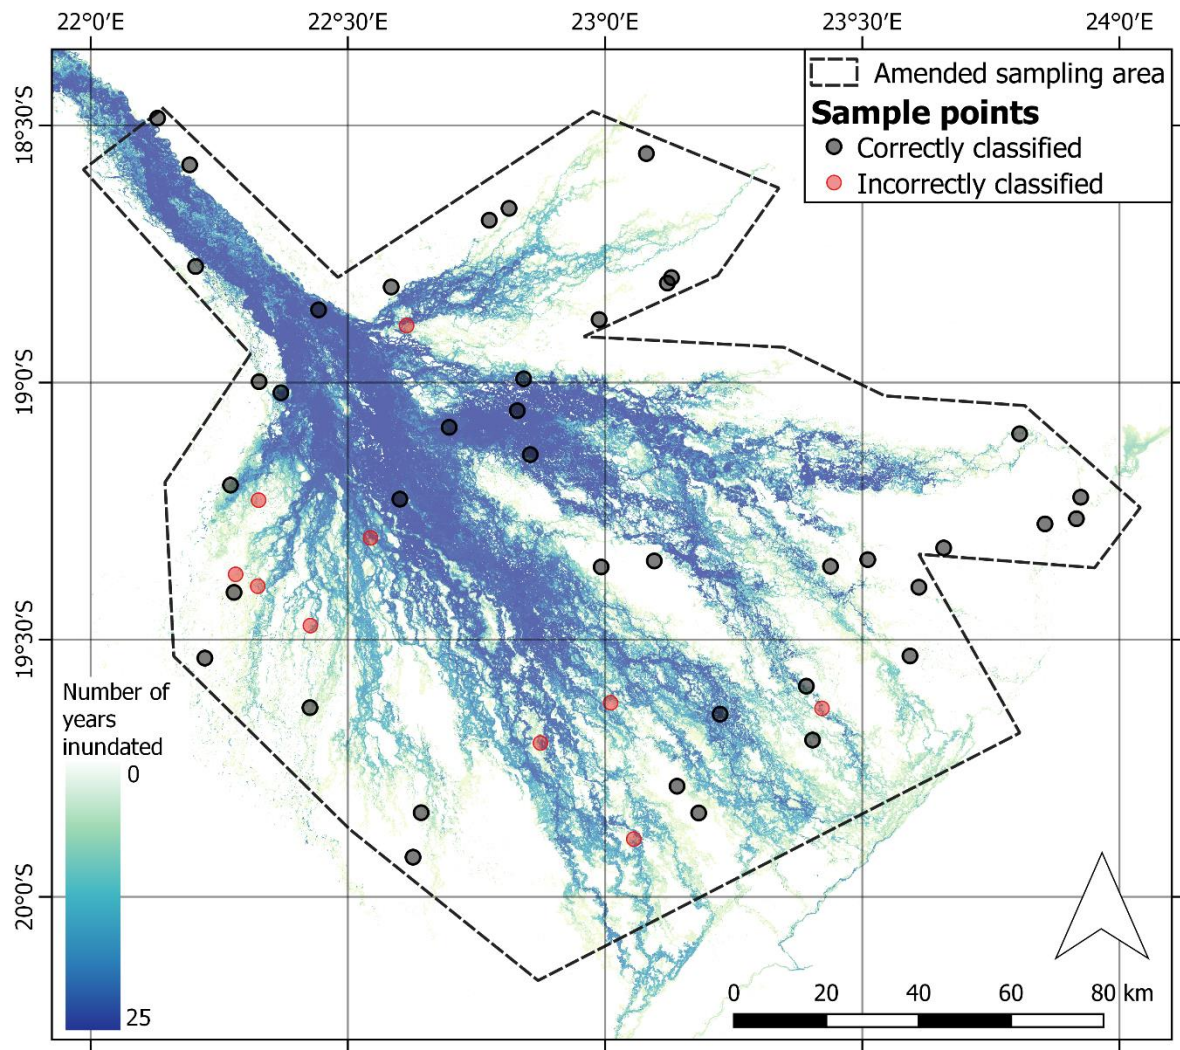 22°0'E 22°30'E 23°0'E 23°30'E 24°0'E
Amended sampling area
Sample points
Correctly classified
Incorrectly classified
18°30'S
19°0'S
19°30'S
20°0'S
Number of
years
inundated
0
25
0 20 40 60 80 km